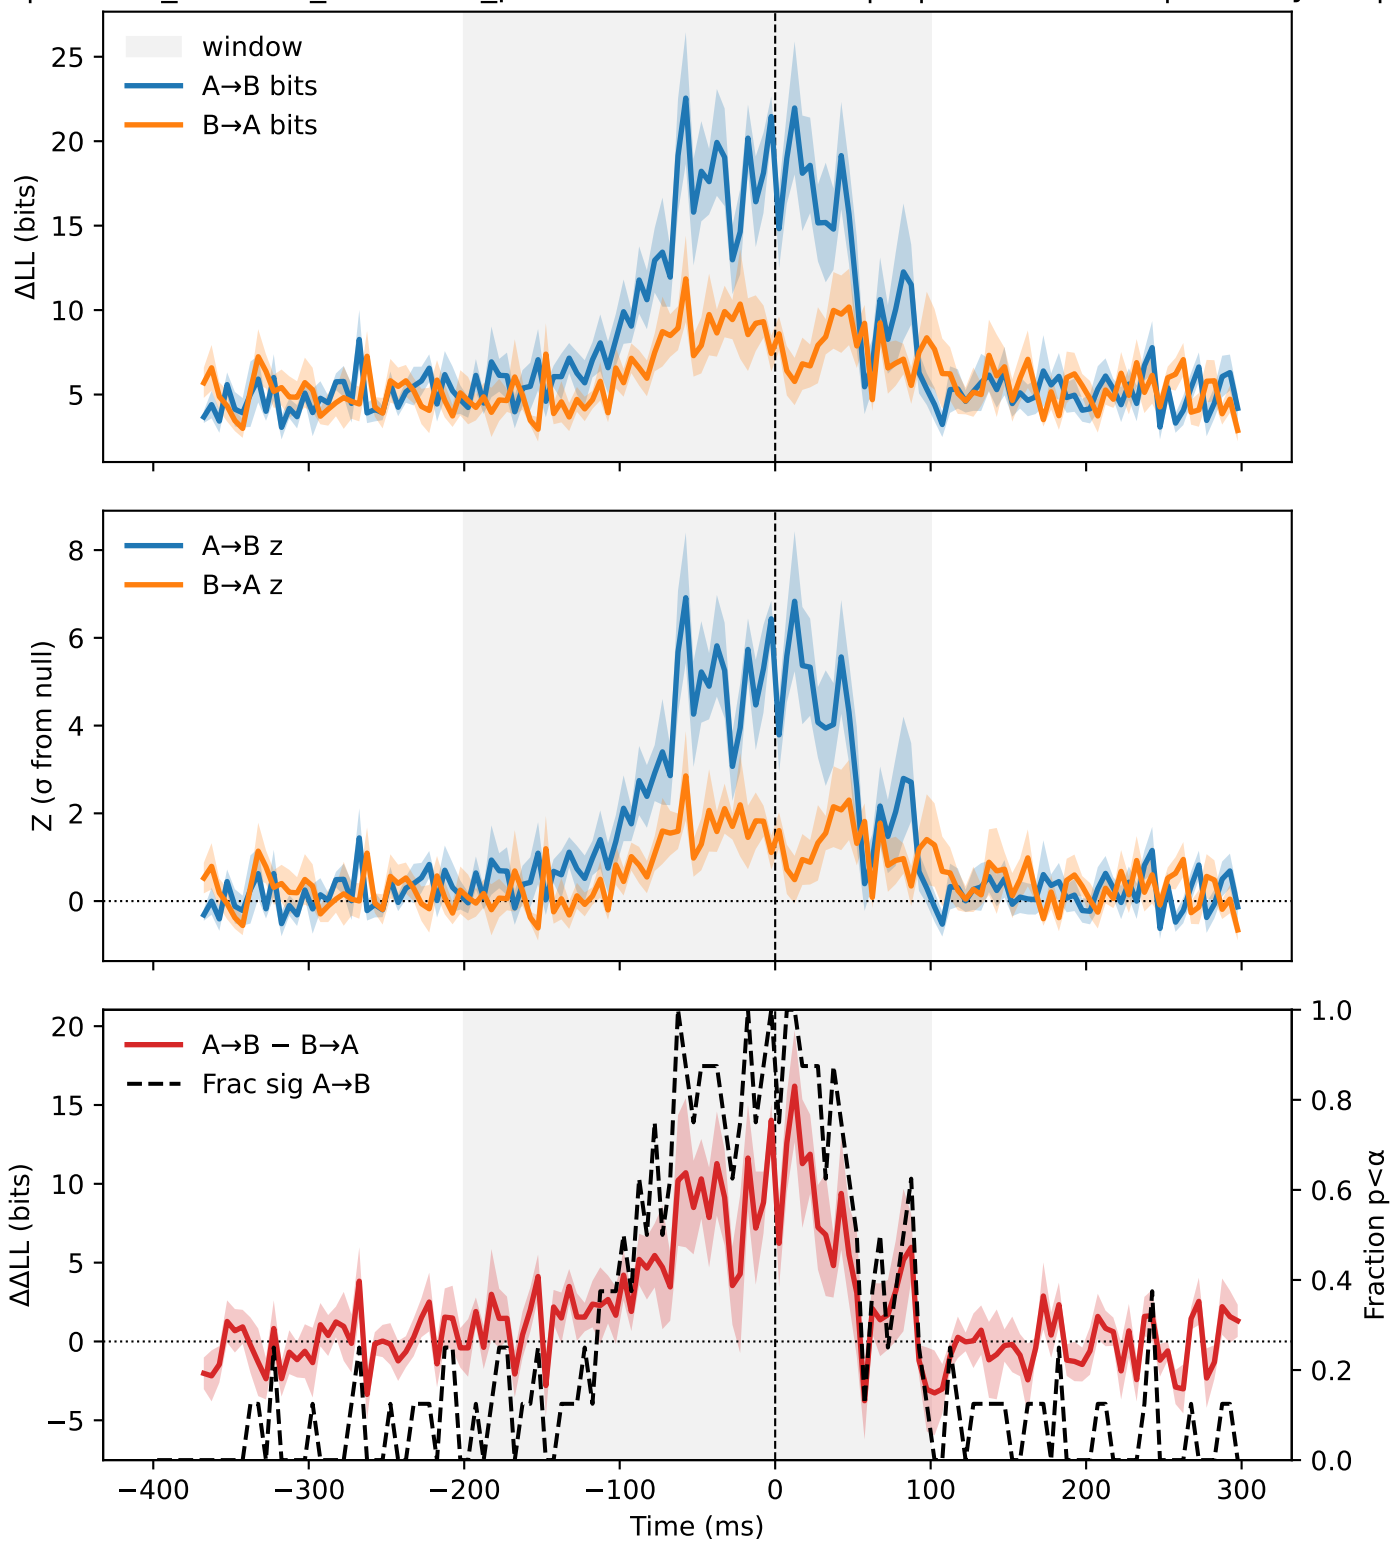 window
A→B bits
B→A bits
25
20
15
10
5
ΔLL (bits)
A→B z
B→A z
8
6
4
2
0
Z (σ from null)
A→B − B→A
Frac sig A→B
20
15
10
5
0
−5
ΔΔLL (bits)
1.0
0.8
0.6
0.4
0.2
0.0
Fraction p<α
−400 −300 −200 −100 0 100 200 300
Time (ms)